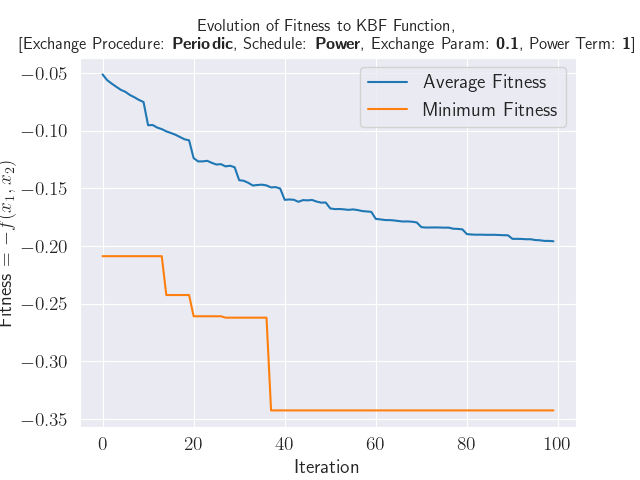 Evolution of Fitness to KBF Function,
[Exchange Procedure: Periodic, Schedule: Power, Exchange Param: 0.1, Power Term: 1]
Average Fitness
Minimum Fitness
−0.05
−0.10
−0.15
−0.20
−0.25
−0.30
−0.35
Fitness = −f(x₁, x₂)
0 20 40 60 80 100
Iteration